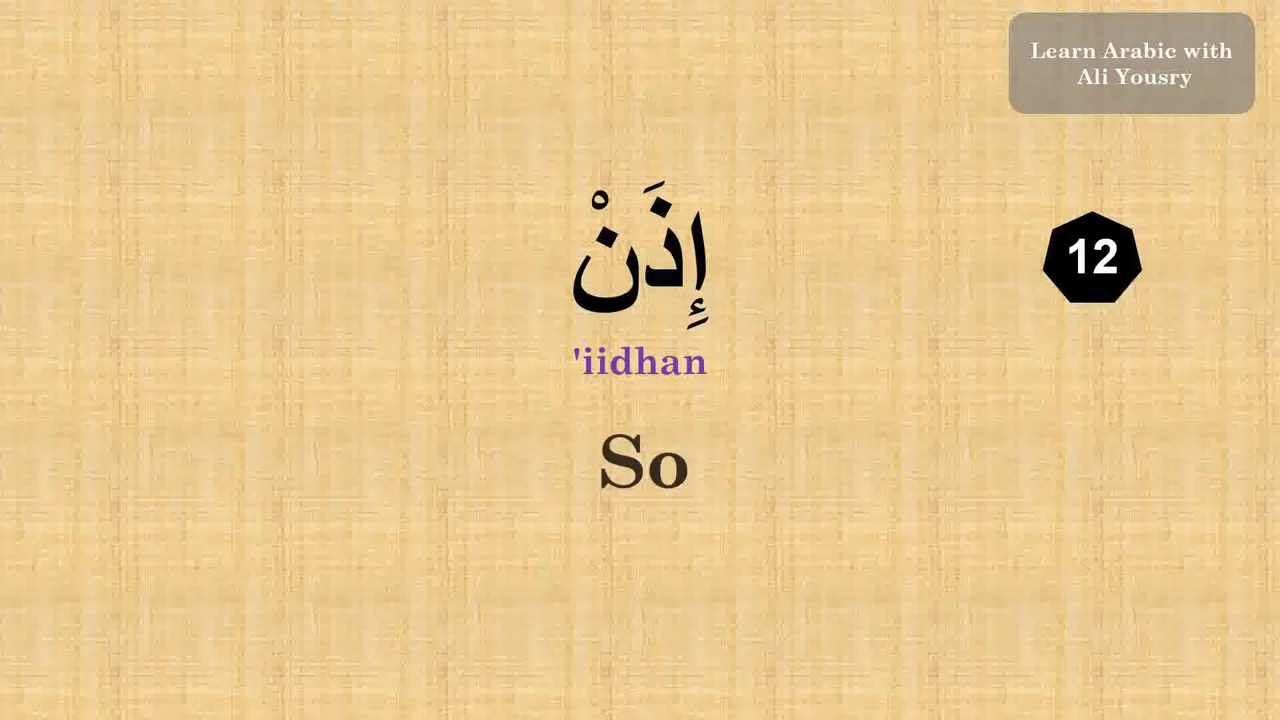 Learn Arabic with
Ali Yousry
إِذَنْ
12
'iidhan
So